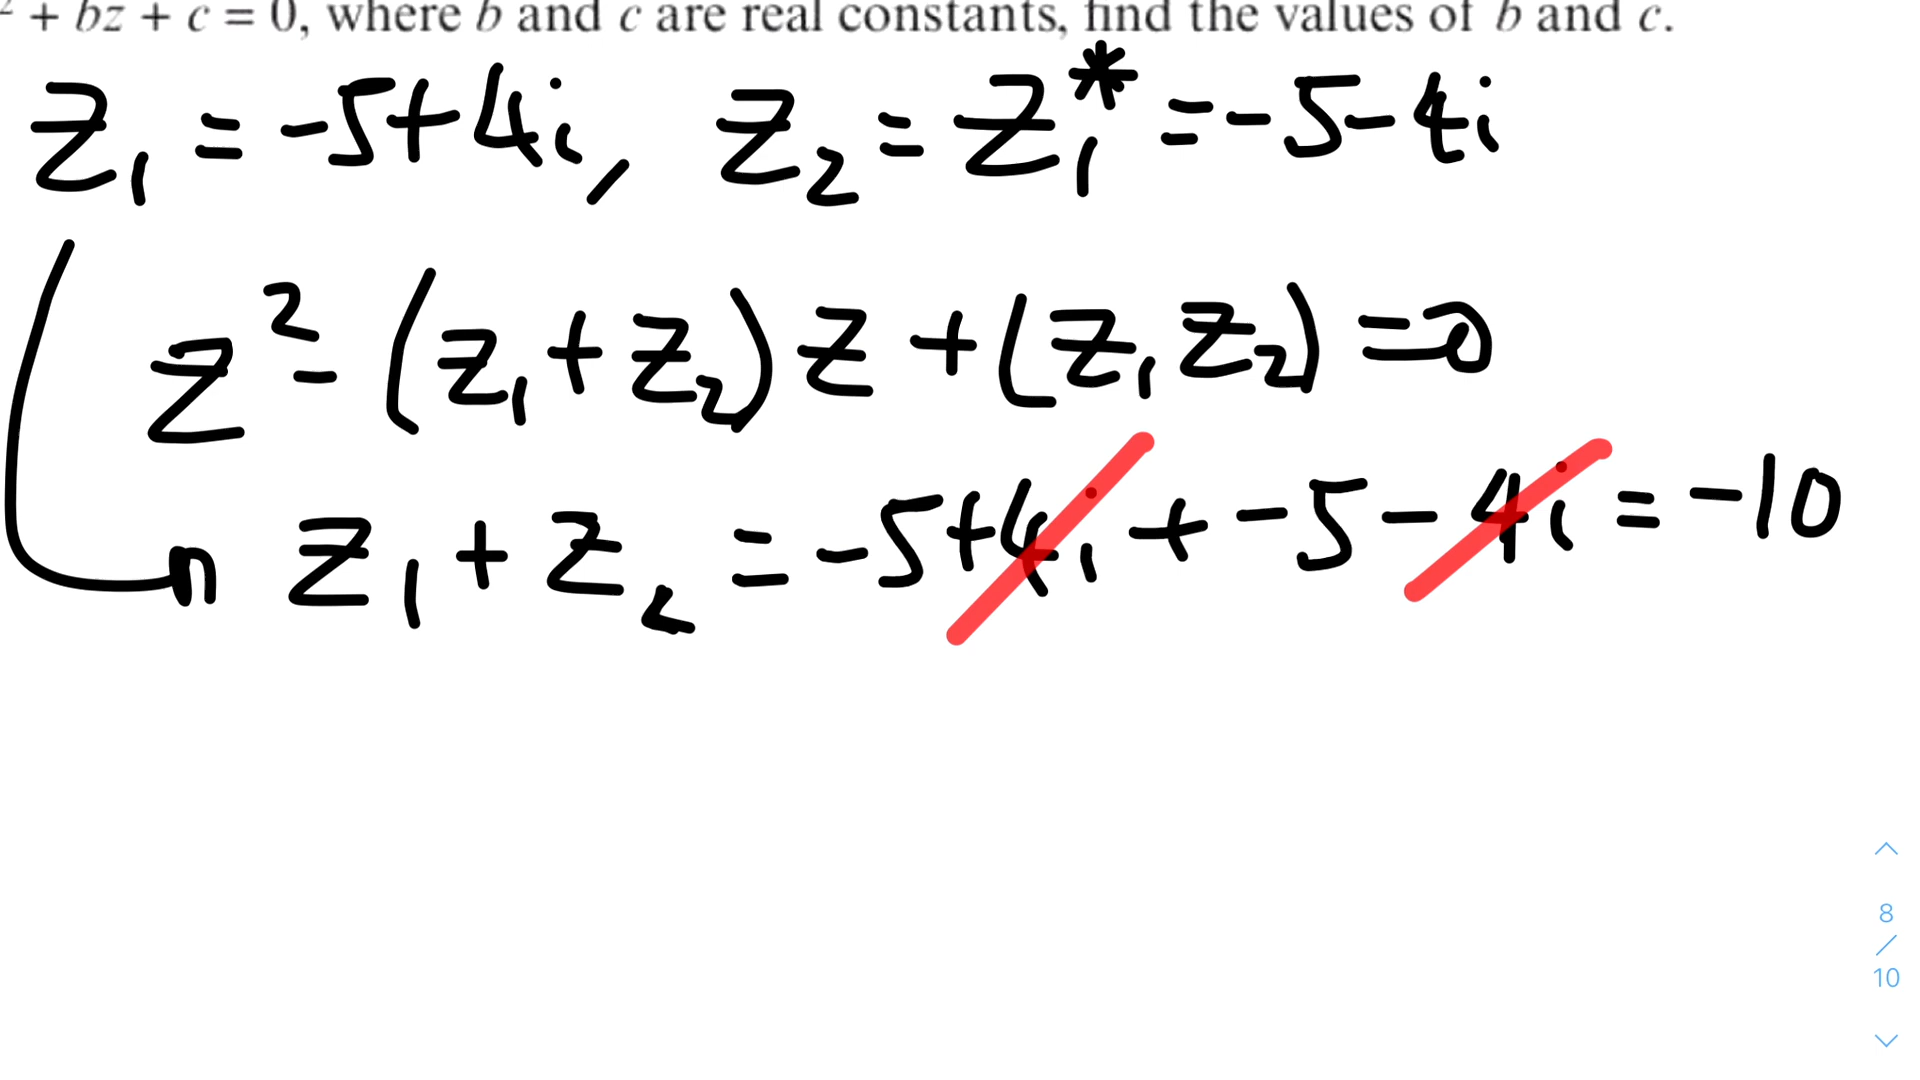 ² + bz + c = 0, where b and c are real constants, find the values of b and c.
z₁ = -5+4i, z₂ = z₁* = -5-4i
z² - (z₁+z₂)z + (z₁z₂) = 0
z₁+z₂ = -5+4i + -5-4i = -10
8
/
10